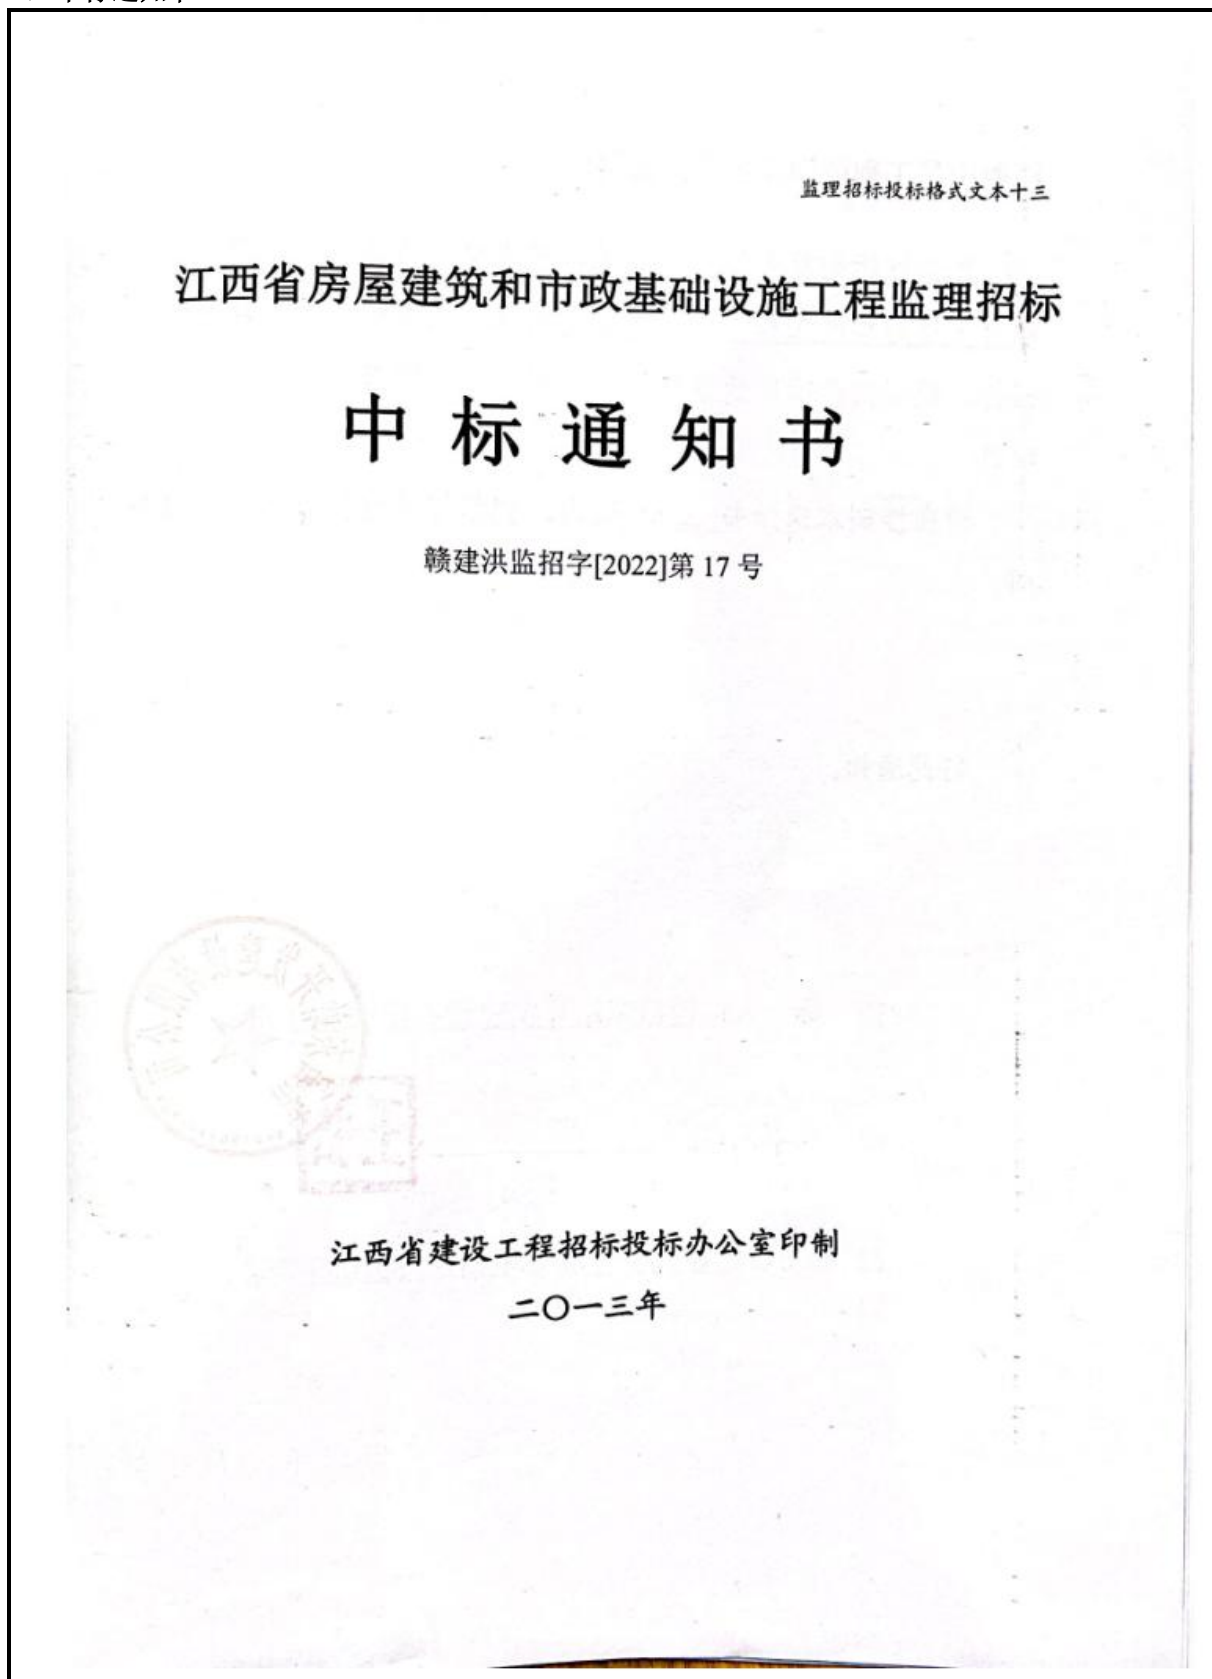 监理招标投标格式文本十三
江西省房屋建筑和市政基础设施工程监理招标
中标通知书
赣建洪监招字[2022]第 17 号
江西省建设工程招标投标办公室印制
二〇一三年